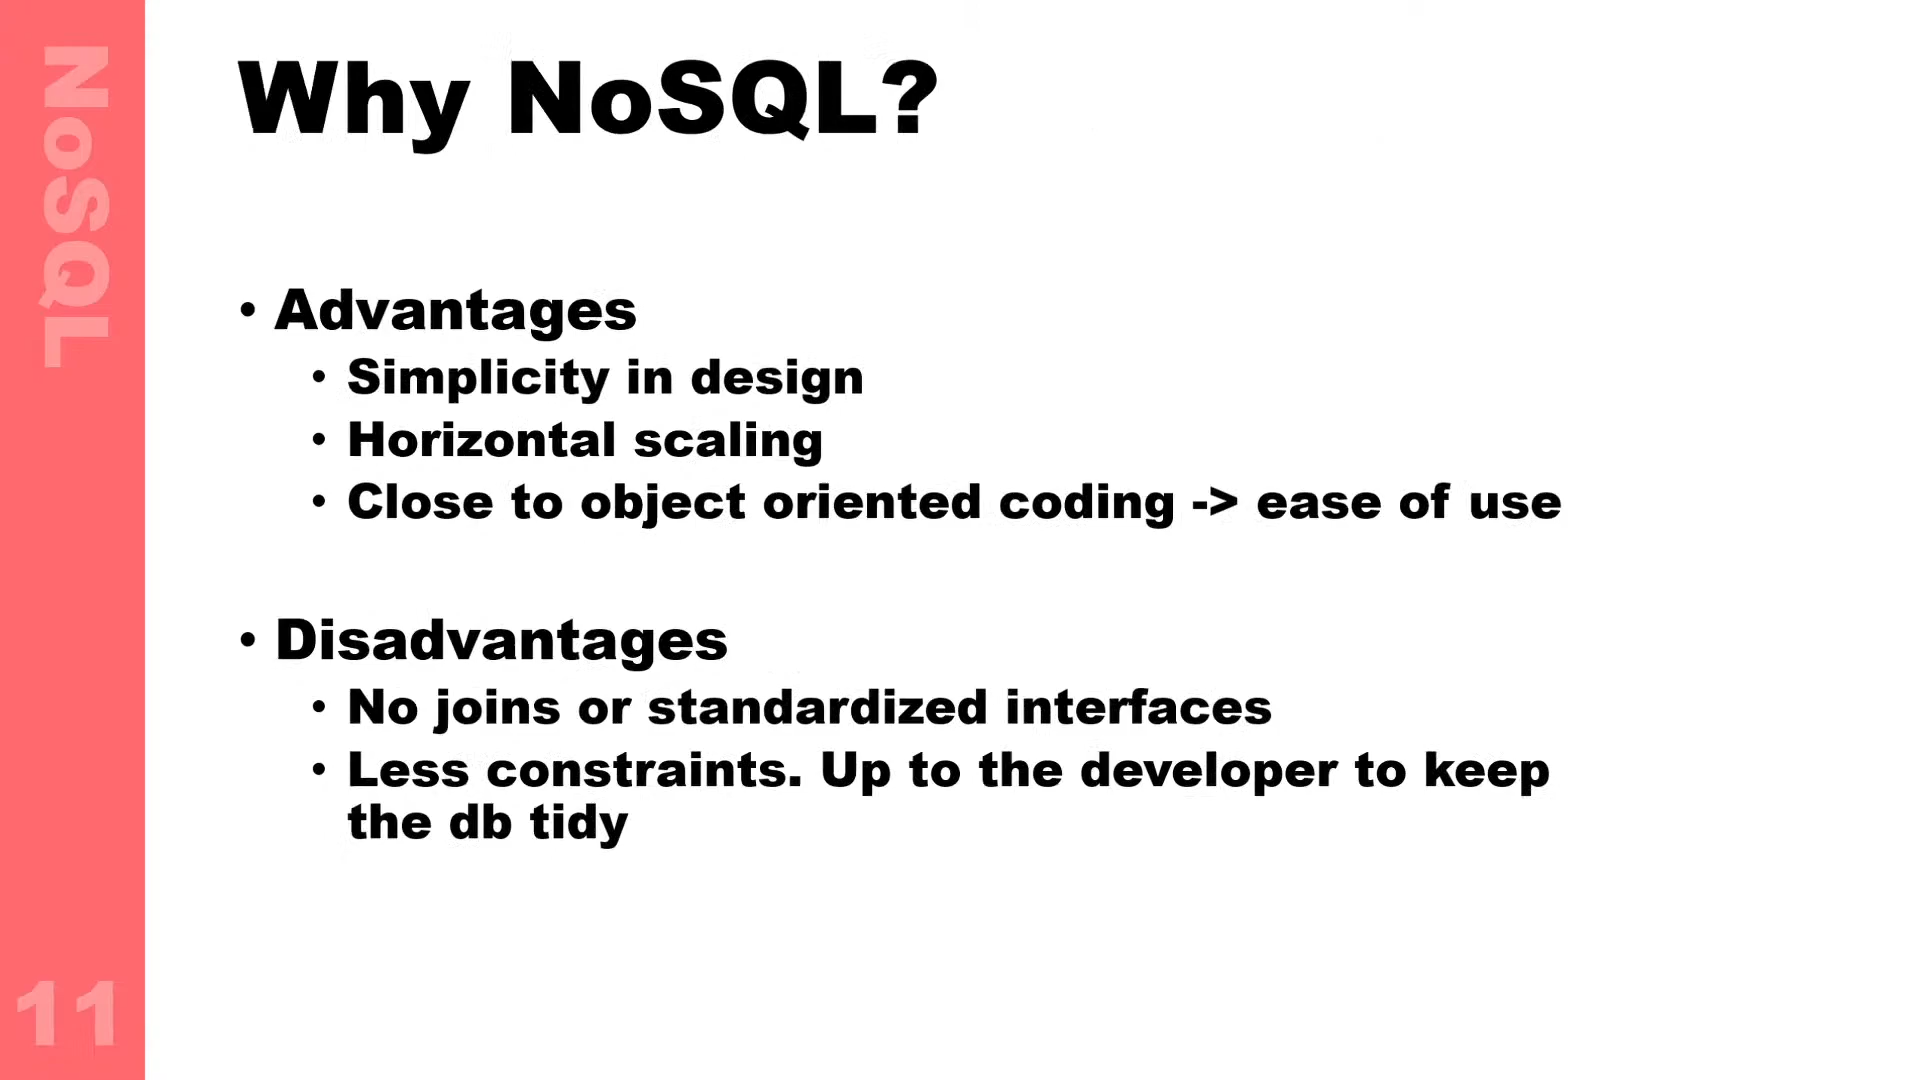 NoSQL
Why NoSQL?
• Advantages
• Simplicity in design
• Horizontal scaling
• Close to object oriented coding -> ease of use
• Disadvantages
• No joins or standardized interfaces
• Less constraints. Up to the developer to keep
the db tidy
11